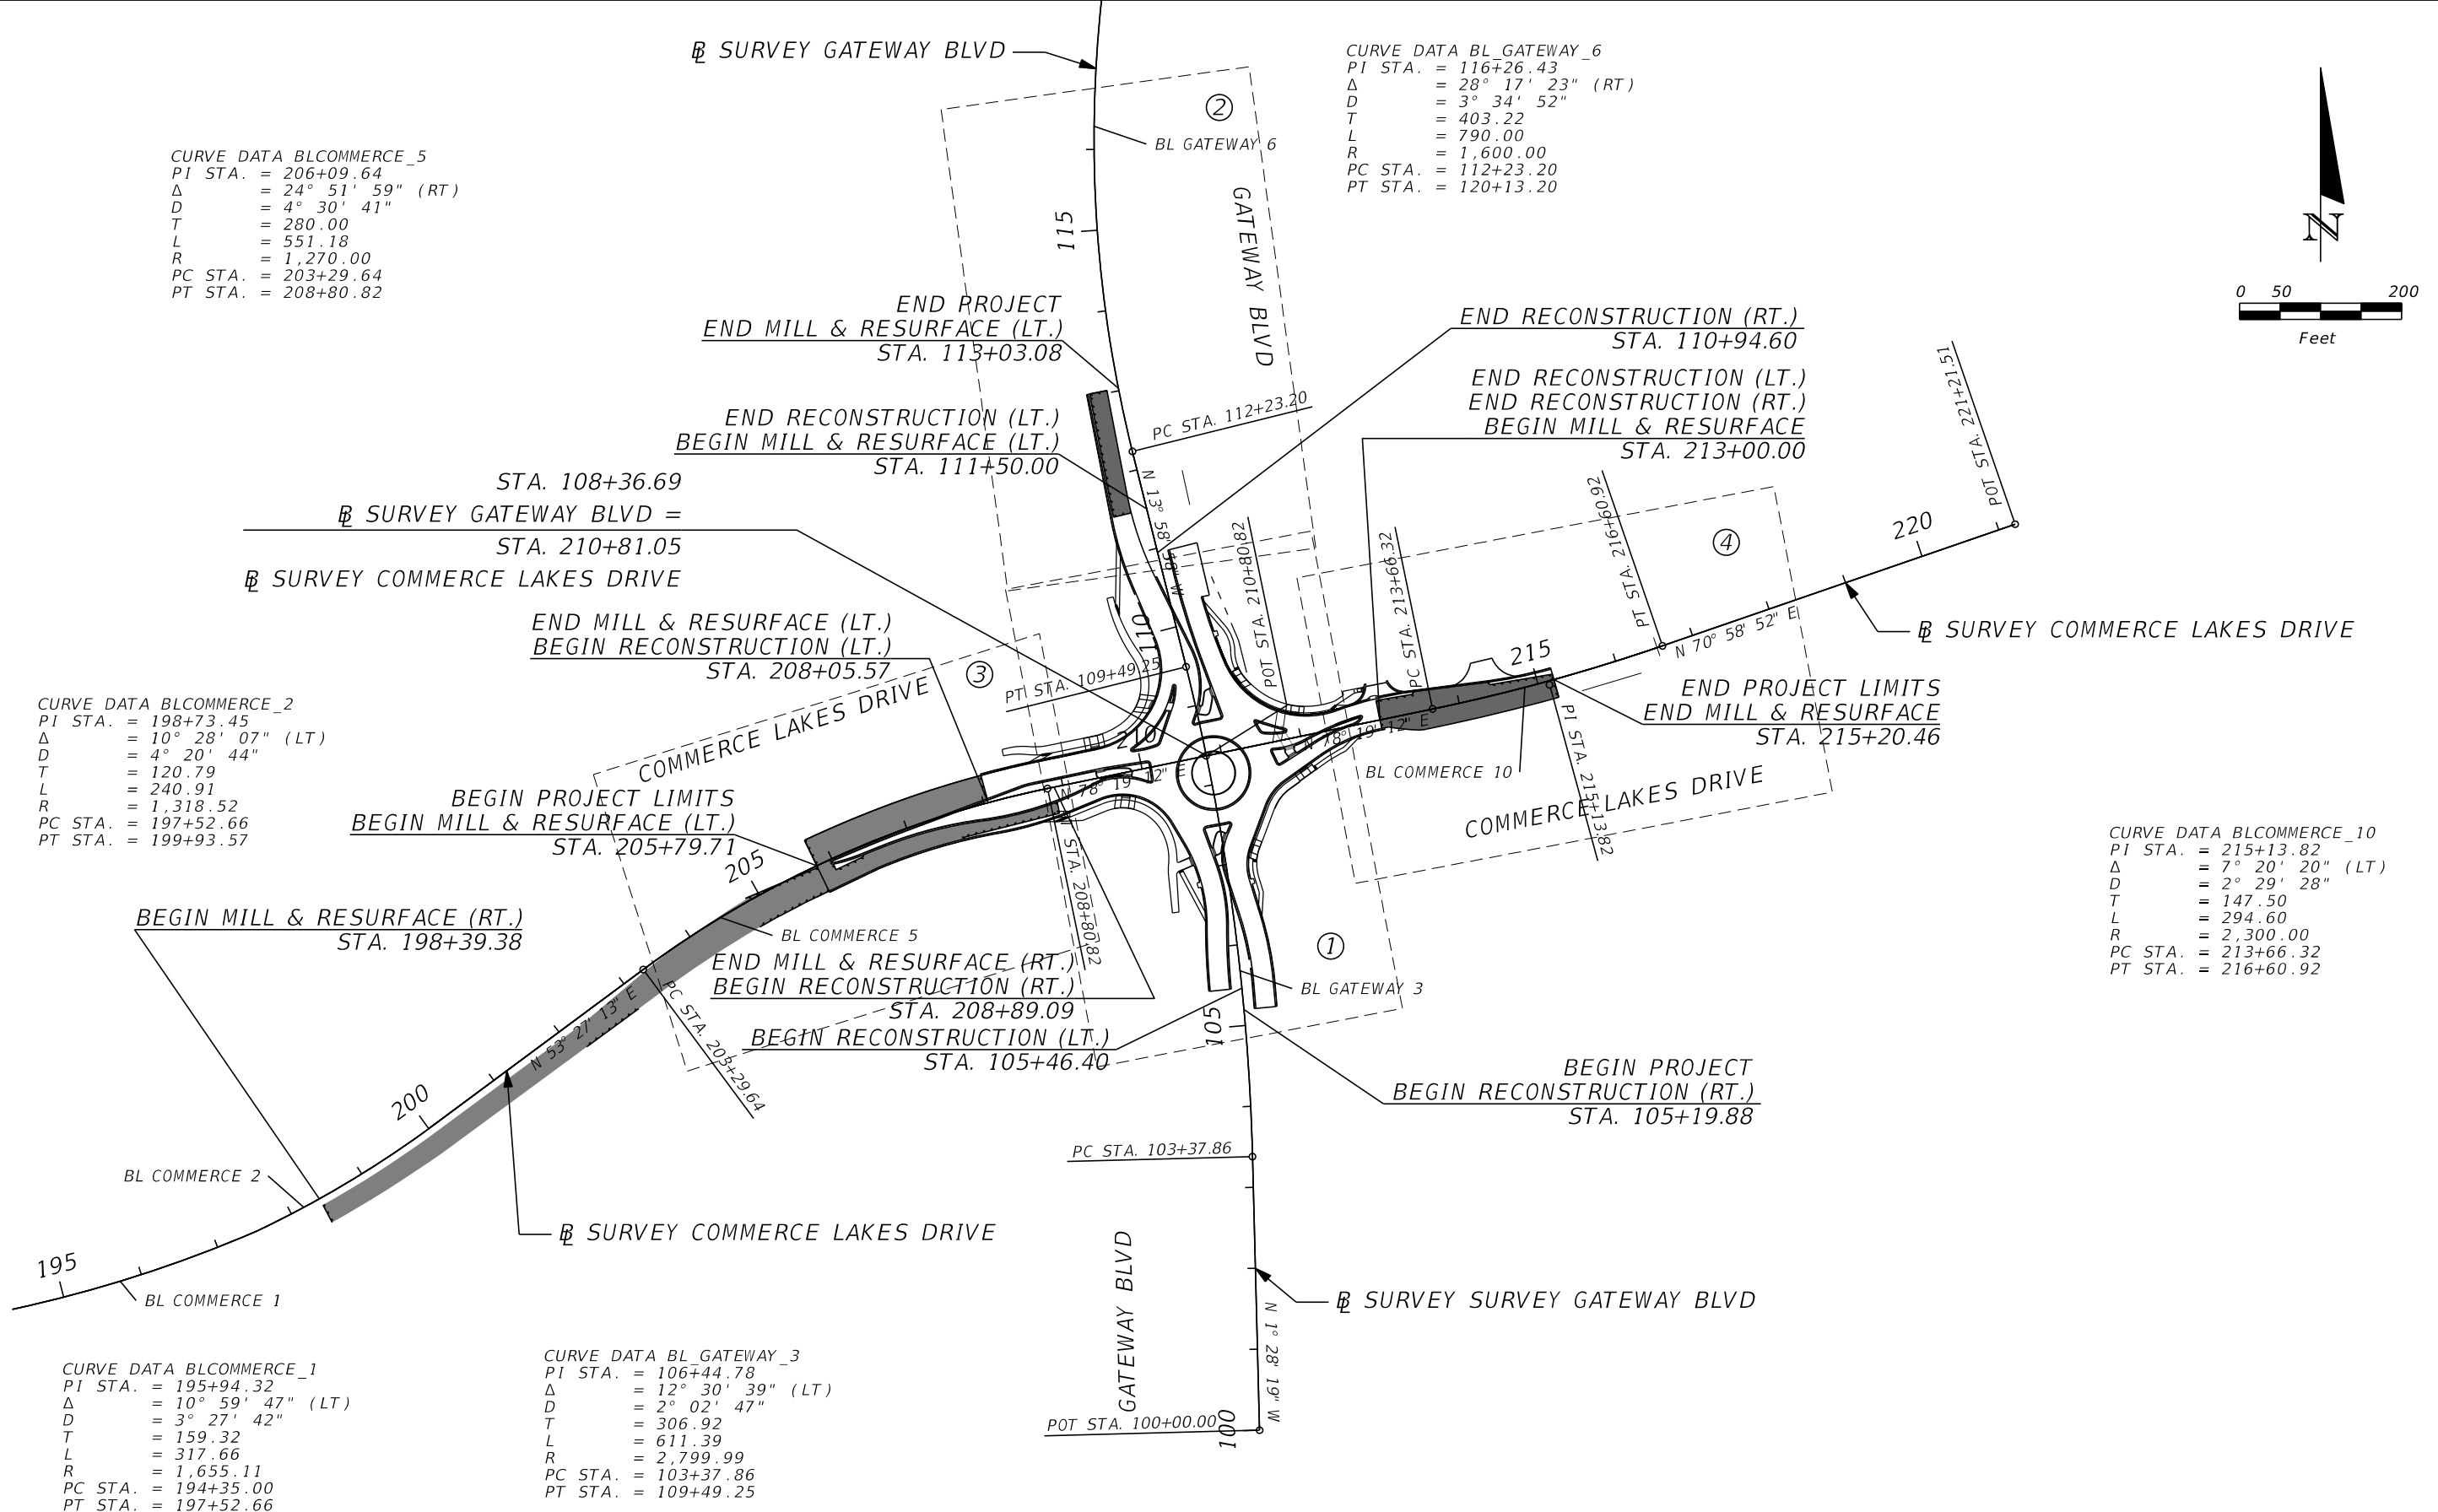 ℄ SURVEY GATEWAY BLVD
CURVE DATA BL_GATEWAY_6
PI STA. = 116+26.43
Δ = 28° 17' 23" (RT)
D = 3° 34' 52"
T = 403.22
L = 790.00
R = 1,600.00
PC STA. = 112+23.20
PT STA. = 120+13.20
2
BL GATEWAY 6
GATEWAY BLVD
115
N
0 50 200
Feet
CURVE DATA BLCOMMERCE_5
PI STA. = 206+09.64
Δ = 24° 51' 59" (RT)
D = 4° 30' 41"
T = 280.00
L = 551.18
R = 1,270.00
PC STA. = 203+29.64
PT STA. = 208+80.82
END PROJECT
END MILL & RESURFACE (LT.)
STA. 113+03.08
END RECONSTRUCTION (RT.)
STA. 110+94.60
END RECONSTRUCTION (LT.)
END RECONSTRUCTION (RT.)
BEGIN MILL & RESURFACE
STA. 213+00.00
END RECONSTRUCTION (LT.)
BEGIN MILL & RESURFACE (LT.)
STA. 111+50.00
PC STA. 112+23.20
N 13° 58' 58" W
STA. 108+36.69
℄ SURVEY GATEWAY BLVD =
STA. 210+81.05
℄ SURVEY COMMERCE LAKES DRIVE
POT STA. 210+80.82
PC STA. 213+66.32
PT STA. 216+60.92
POT STA. 221+21.51
4
220
215
N 70° 58' 52" E
℄ SURVEY COMMERCE LAKES DRIVE
END MILL & RESURFACE (LT.)
BEGIN RECONSTRUCTION (LT.)
STA. 208+05.57
3
110
PT STA. 109+49.25
COMMERCE LAKES DRIVE
210
N 78° 19' 12" E
N 78° 19' 12" E
END PROJECT LIMITS
END MILL & RESURFACE
STA. 215+20.46
PI STA. 215+13.82
BL COMMERCE 10
COMMERCE LAKES DRIVE
CURVE DATA BLCOMMERCE_2
PI STA. = 198+73.45
Δ = 10° 28' 07" (LT)
D = 4° 20' 44"
T = 120.79
L = 240.91
R = 1,318.52
PC STA. = 197+52.66
PT STA. = 199+93.57
BEGIN PROJECT LIMITS
BEGIN MILL & RESURFACE (LT.)
STA. 205+79.71
205
CURVE DATA BLCOMMERCE_10
PI STA. = 215+13.82
Δ = 7° 20' 20" (LT)
D = 2° 29' 28"
T = 147.50
L = 294.60
R = 2,300.00
PC STA. = 213+66.32
PT STA. = 216+60.92
BEGIN MILL & RESURFACE (RT.)
STA. 198+39.38
BL COMMERCE 5
STA. 208+80.82
1
END MILL & RESURFACE (RT.)
BEGIN RECONSTRUCTION (RT.)
STA. 208+89.09
BL GATEWAY 3
N 53° 27' 13" E
PC STA. 203+29.64
105
BEGIN RECONSTRUCTION (LT.)
STA. 105+46.40
BEGIN PROJECT
BEGIN RECONSTRUCTION (RT.)
STA. 105+19.88
200
PC STA. 103+37.86
BL COMMERCE 2
℄ SURVEY COMMERCE LAKES DRIVE
195
BL COMMERCE 1
GATEWAY BLVD
℄ SURVEY SURVEY GATEWAY BLVD
N 1° 28' 19" W
POT STA. 100+00.00
100
CURVE DATA BLCOMMERCE_1
PI STA. = 195+94.32
Δ = 10° 59' 47" (LT)
D = 3° 27' 42"
T = 159.32
L = 317.66
R = 1,655.11
PC STA. = 194+35.00
PT STA. = 197+52.66
CURVE DATA BL_GATEWAY_3
PI STA. = 106+44.78
Δ = 12° 30' 39" (LT)
D = 2° 02' 47"
T = 306.92
L = 611.39
R = 2,799.99
PC STA. = 103+37.86
PT STA. = 109+49.25